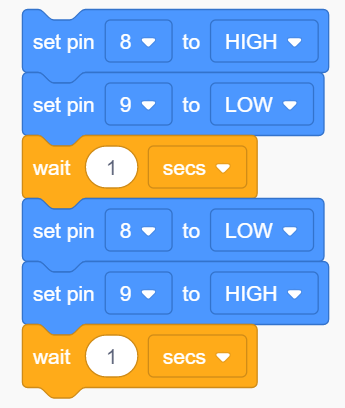 set pin 8 to HIGH
set pin 9 to LOW
wait 1 secs
set pin 8 to LOW
set pin 9 to HIGH
wait 1 secs